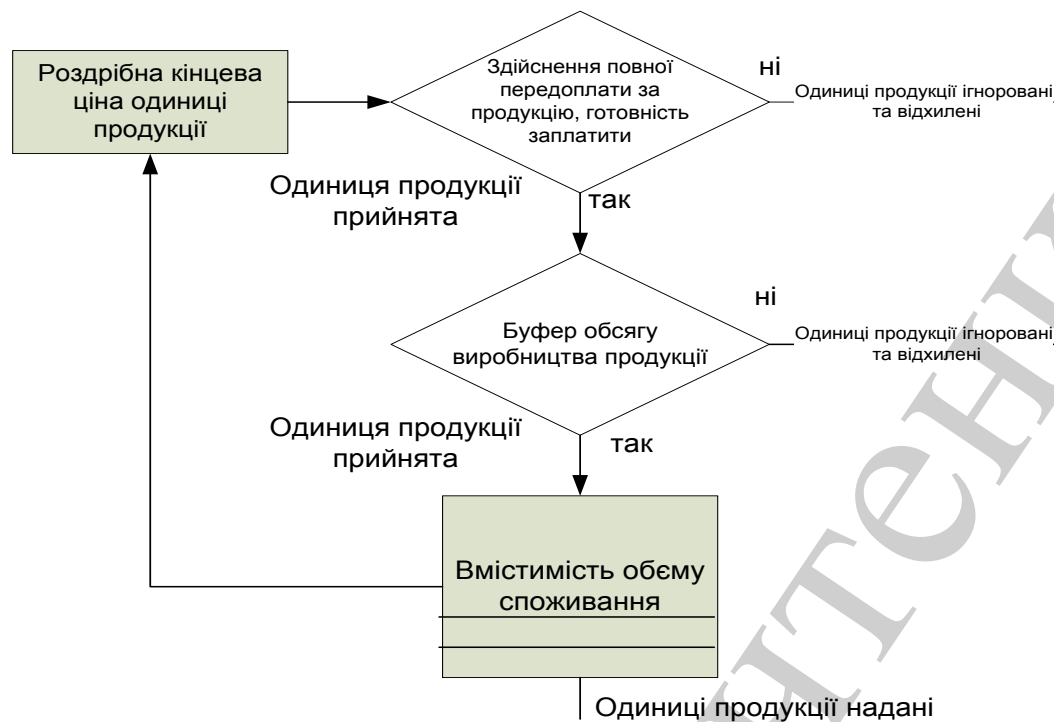 Роздрібна кінцева
ціна одиниці
продукції
Здійснення повної
передоплати за
продукцію, готовність
заплатити
ні
Одиниці продукції ігноровані
та відхилені
Одиниця продукції
прийнята
так
Буфер обсягу
виробництва продукції
ні
Одиниці продукції ігноровані
та відхилені
Одиниця продукції
прийнята
так
Вмістимість обєму
споживання
Одиниці продукції надані